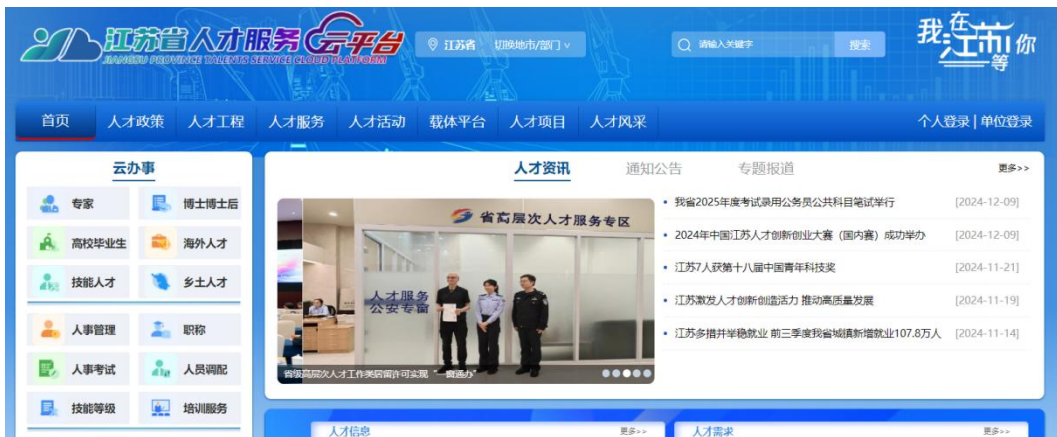 江苏省人才服务云平台
JIANGSU PROVINCE TALENTS SERVICE CLOUD PLATFORM
江苏省 切换地市/部门
请输入关键字 搜索
我在江苏等你
首页 人才政策 人才工程 人才服务 人才活动 载体平台 人才项目 人才风采 个人登录 | 单位登录
云办事
专家 博士博士后
高校毕业生 海外人才
技能人才 乡土人才
人事管理 职称
人事考试 人员调配
技能等级 培训服务
人才资讯 通知公告 专题报道 更多>>
省高层次人才服务专区
人才服务
公安专窗
省级高层次人才工作类居留许可实现“一窗通办”
• 我省2025年度考试录用公务员公共科目笔试举行 [2024-12-09]
• 2024年中国江苏人才创新创业大赛（国内赛）成功举办 [2024-12-09]
• 江苏7人获第十八届中国青年科技奖 [2024-11-21]
• 江苏激发人才创新创造活力 推动高质量发展 [2024-11-19]
• 江苏多措并举稳就业 前三季度我省城镇新增就业107.8万人 [2024-11-14]
人才信息 更多>> 人才需求 更多>>